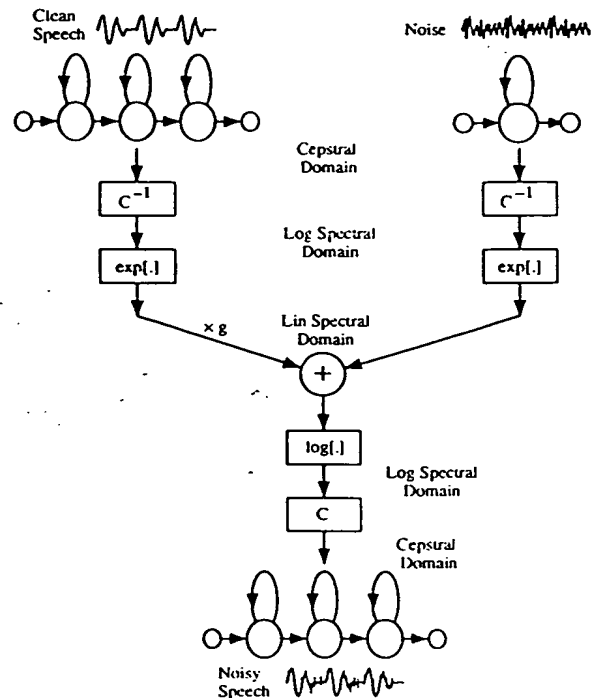 Clean
Speech
Noise
Cepstral
Domain
C⁻¹
C⁻¹
Log Spectral
Domain
exp[.]
exp[.]
× g
Lin Spectral
Domain
+
log[.]
Log Spectral
Domain
C
Cepstral
Domain
Noisy
Speech